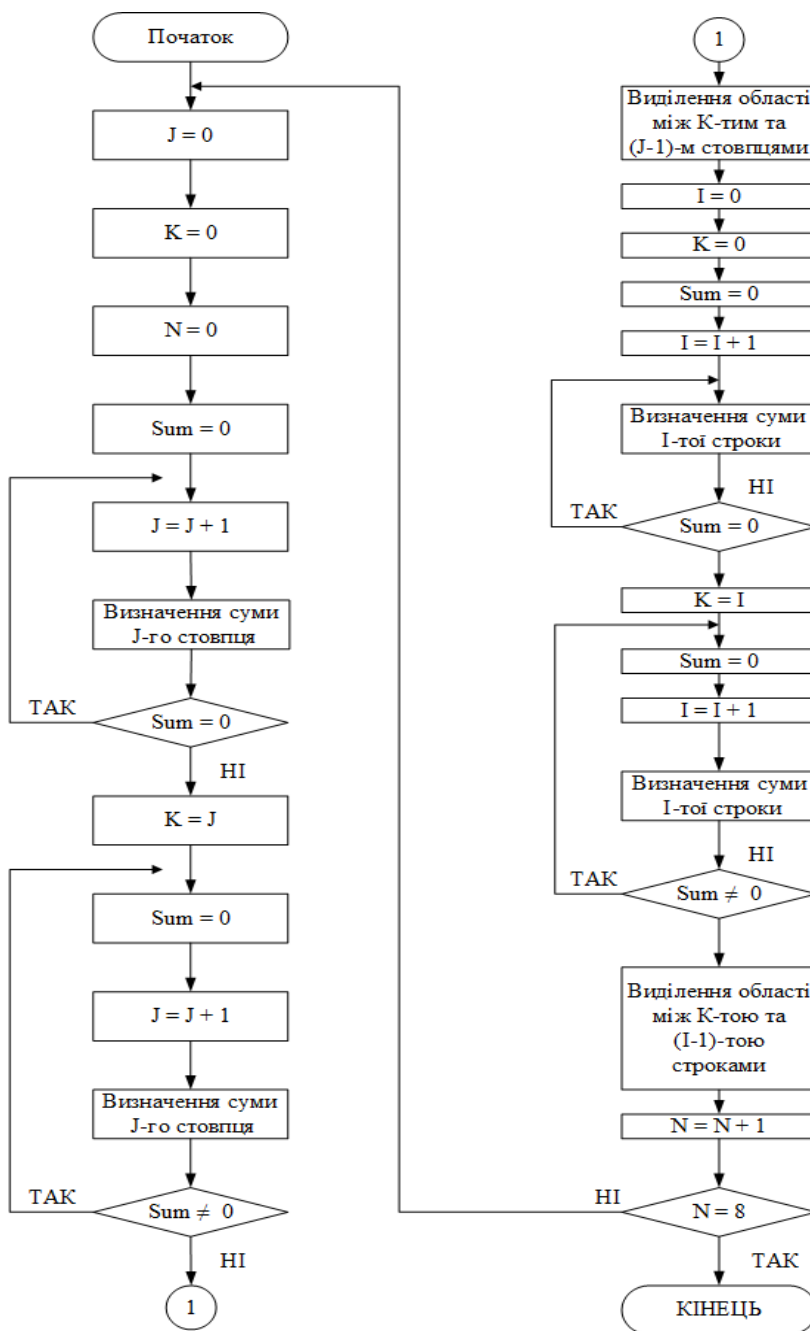 Початок
J = 0
K = 0
N = 0
Sum = 0
J = J + 1
Визначення суми
J-го стовпця
ТАК
Sum = 0
НІ
K = J
Sum = 0
J = J + 1
Визначення суми
J-го стовпця
ТАК
Sum ≠ 0
НІ
1
1
Виділення області
між К-тим та
(J-1)-м стовпцями
I = 0
K = 0
Sum = 0
I = I + 1
Визначення суми
I-тої строки
НІ
ТАК
Sum = 0
K = I
Sum = 0
I = I + 1
Визначення суми
I-тої строки
НІ
ТАК
Sum ≠ 0
Виділення області
між К-тою та
(I-1)-тою
строками
N = N + 1
НІ
N = 8
ТАК
КІНЕЦЬ